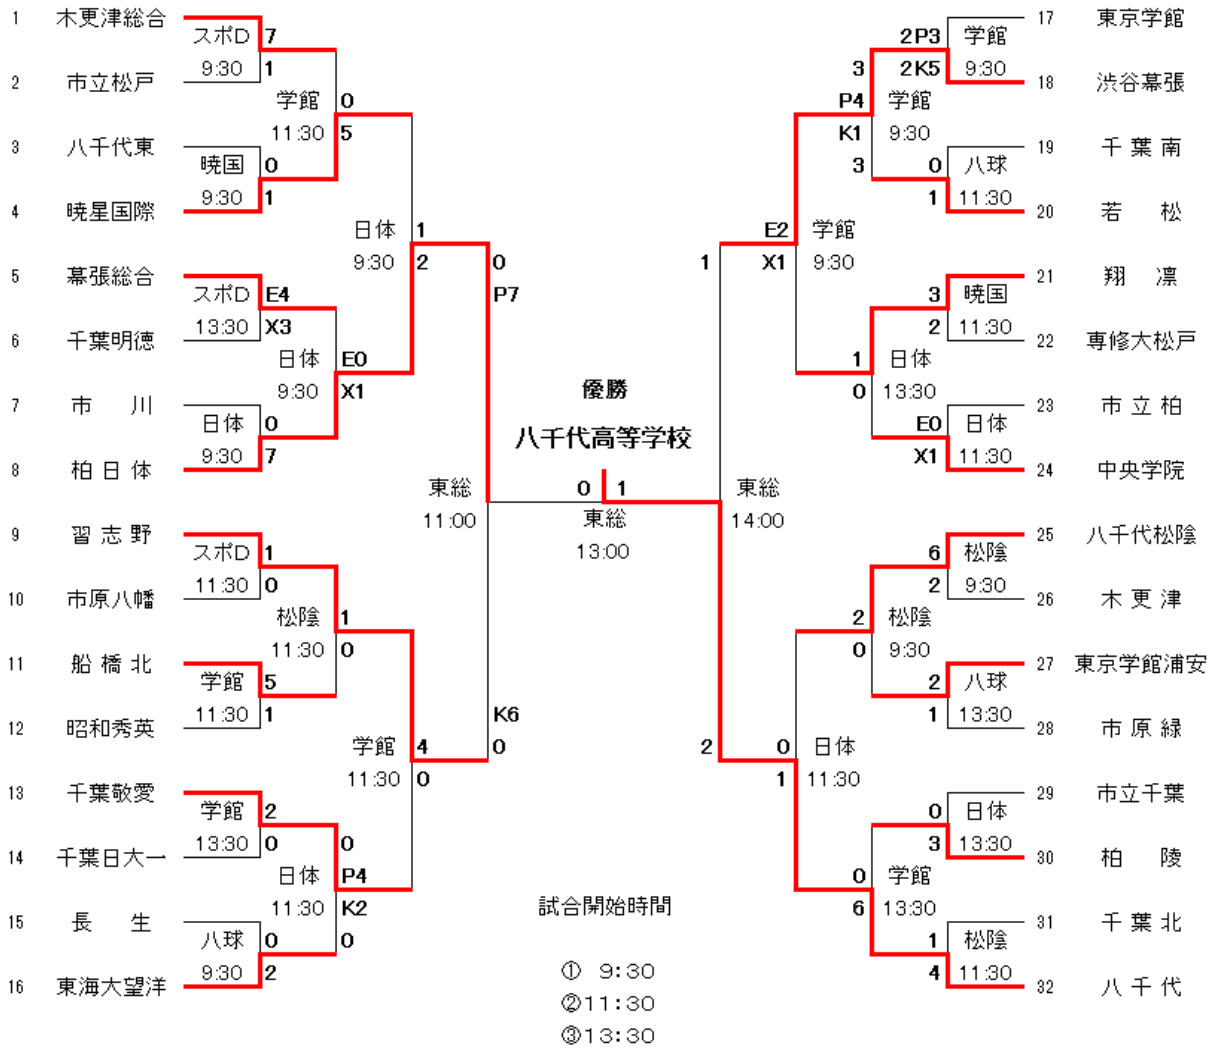 1 木更津総合
スポD 7
9:30 1
2 市立松戸
学館 0
11:30 5
3 八千代東
暁国 0
9:30 1
4 暁星国際
日体 1
9:30 2
0
P7
5 幕張総合
スポD E4
13:30 X3
6 千葉明徳
日体 E0
9:30 X1
7 市 川
日体 0
9:30 7
8 柏日体
東総
11:00
9 習志野
スポD 1
11:30 0
10 市原八幡
松陰 1
11:30 0
11 船橋北
学館 5
11:30 1
12 昭和秀英
K6
0
学館 4
11:30 0
13 千葉敬愛
学館 2
13:30 0
14 千葉日大一
0
日体 P4
11:30 K2
0
15 長 生
八球 0
9:30 2
16 東海大望洋
優勝
八千代高等学校
0 1
東総
13:00
試合開始時間
① 9:30
②11:30
③13:30
17 東京学館
2P3 学館
2K5 9:30
18 渋谷幕張
3
P4 学館
K1 9:30
3
19 千葉南
0 八球
1 11:30
20 若 松
E2 学館
X1 9:30
1
21 翔 凛
3 暁国
2 11:30
22 専修大松戸
1 日体
0 13:30
23 市立柏
E0 日体
X1 11:30
24 中央学院
東総
14:00
25 八千代松陰
6 松陰
2 9:30
26 木更津
2 松陰
0 9:30
27 東京学館浦安
2 八球
1 13:30
28 市原緑
2
0 日体
1 11:30
29 市立千葉
0 日体
3 13:30
30 柏 陵
0 学館
6 13:30
31 千葉北
1 松陰
4 11:30
32 八千代